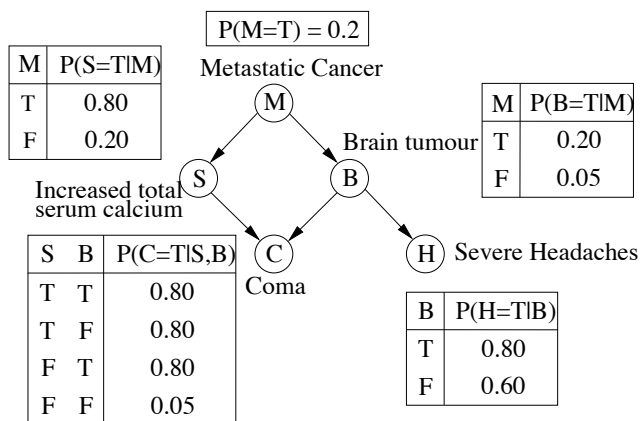 P(M=T) = 0.2
Metastatic Cancer
M P(S=T|M)
T 0.80
F 0.20
M
M P(B=T|M)
T 0.20
F 0.05
Brain tumour
S
B
Increased total
serum calcium
C
Coma
H
Severe Headaches
S B P(C=T|S,B)
T T 0.80
T F 0.80
F T 0.80
F F 0.05
B P(H=T|B)
T 0.80
F 0.60